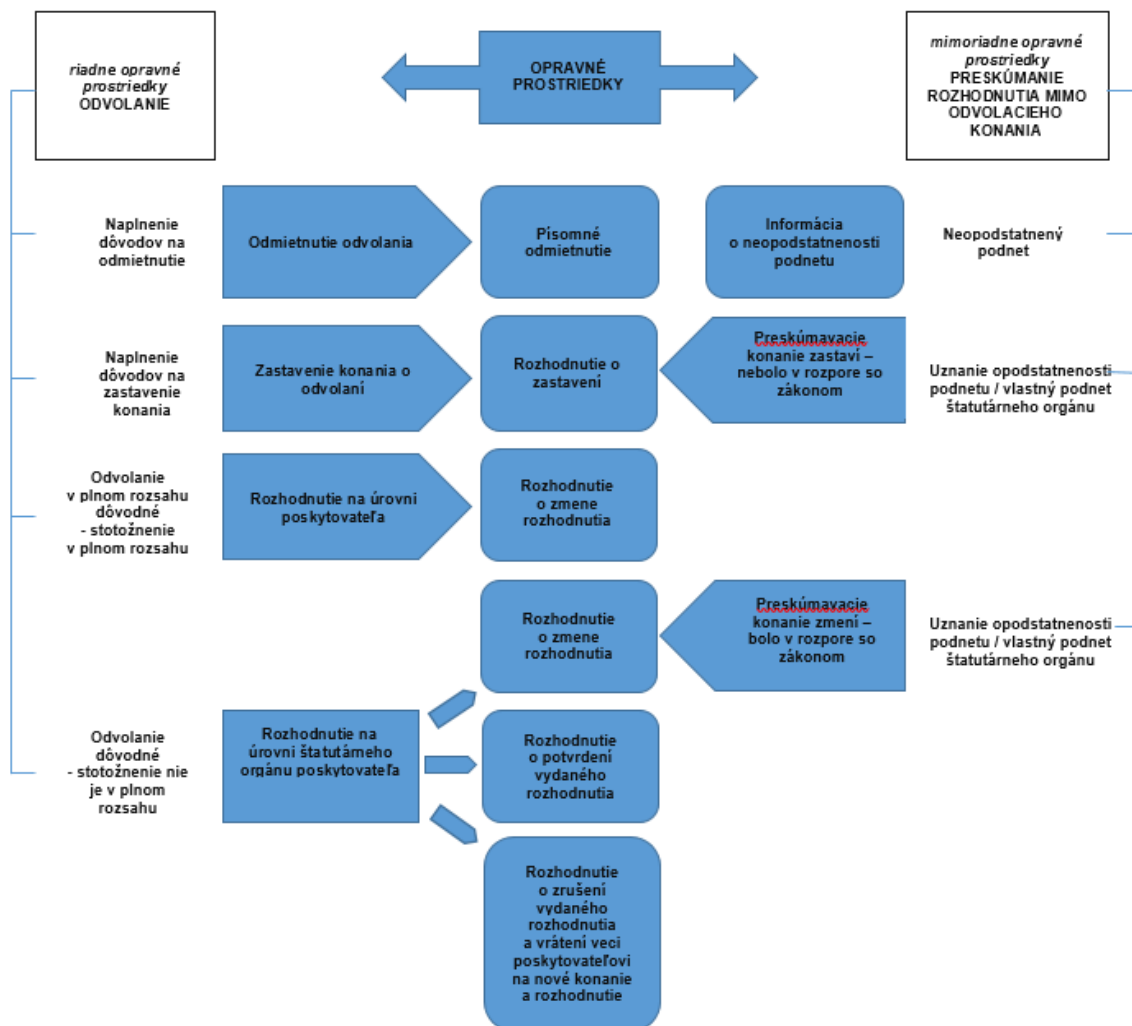 riadne opravné
prostriedky
ODVOLANIE
OPRAVNÉ
PROSTRIEDKY
mimoriadne opravné
prostriedky
PRESKÚMANIE
ROZHODNUTIA MIMO
ODVOLACIEHO
KONANIA
Naplnenie
dôvodov na
odmietnutie
Odmietnutie odvolania
Písomné
odmietnutie
Informácia
o neopodstatnenosti
podnetu
Neopodstatnený
podnet
Naplnenie
dôvodov na
zastavenie
konania
Zastavenie konania o
odvolaní
Rozhodnutie o
zastavení
Preskúmavacie
konanie zastaví –
nebolo v rozpore so
zákonom
Uznanie opodstatnenosti
podnetu / vlastný podnet
štatutárneho orgánu
Odvolanie
v plnom rozsahu
dôvodné
- stotožnenie
v plnom rozsahu
Rozhodnutie na úrovni
poskytovateľa
Rozhodnutie
o zmene
rozhodnutia
Rozhodnutie
o zmene
rozhodnutia
Preskúmavacie
konanie zmení –
bolo v rozpore so
zákonom
Uznanie opodstatnenosti
podnetu / vlastný podnet
štatutárneho orgánu
Odvolanie
dôvodné
- stotožnenie nie
je v plnom
rozsahu
Rozhodnutie na
úrovni štatutárneho
orgánu poskytovateľa
Rozhodnutie
o potvrdení
vydaného
rozhodnutia
Rozhodnutie
o zrušení
vydaného
rozhodnutia
a vrátení veci
poskytovateľovi
na nové konanie
a rozhodnutie